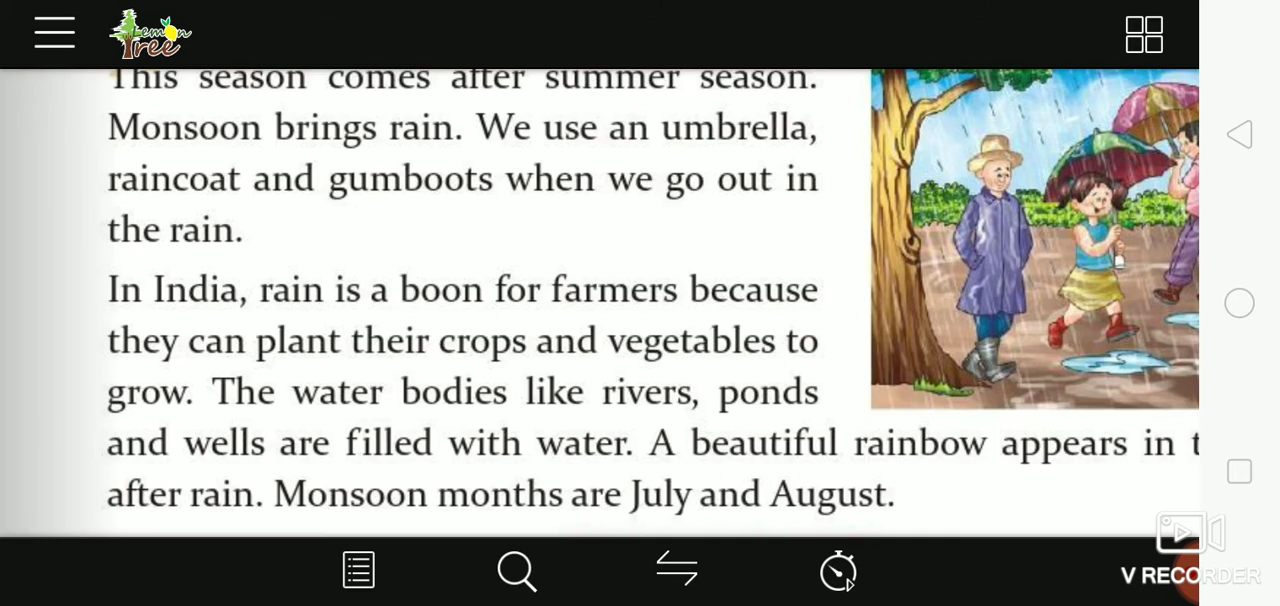 Lemon
Tree
This season comes after summer season.
Monsoon brings rain. We use an umbrella,
raincoat and gumboots when we go out in
the rain.
In India, rain is a boon for farmers because
they can plant their crops and vegetables to
grow. The water bodies like rivers, ponds
and wells are filled with water. A beautiful rainbow appears in
after rain. Monsoon months are July and August.
V RECORDER